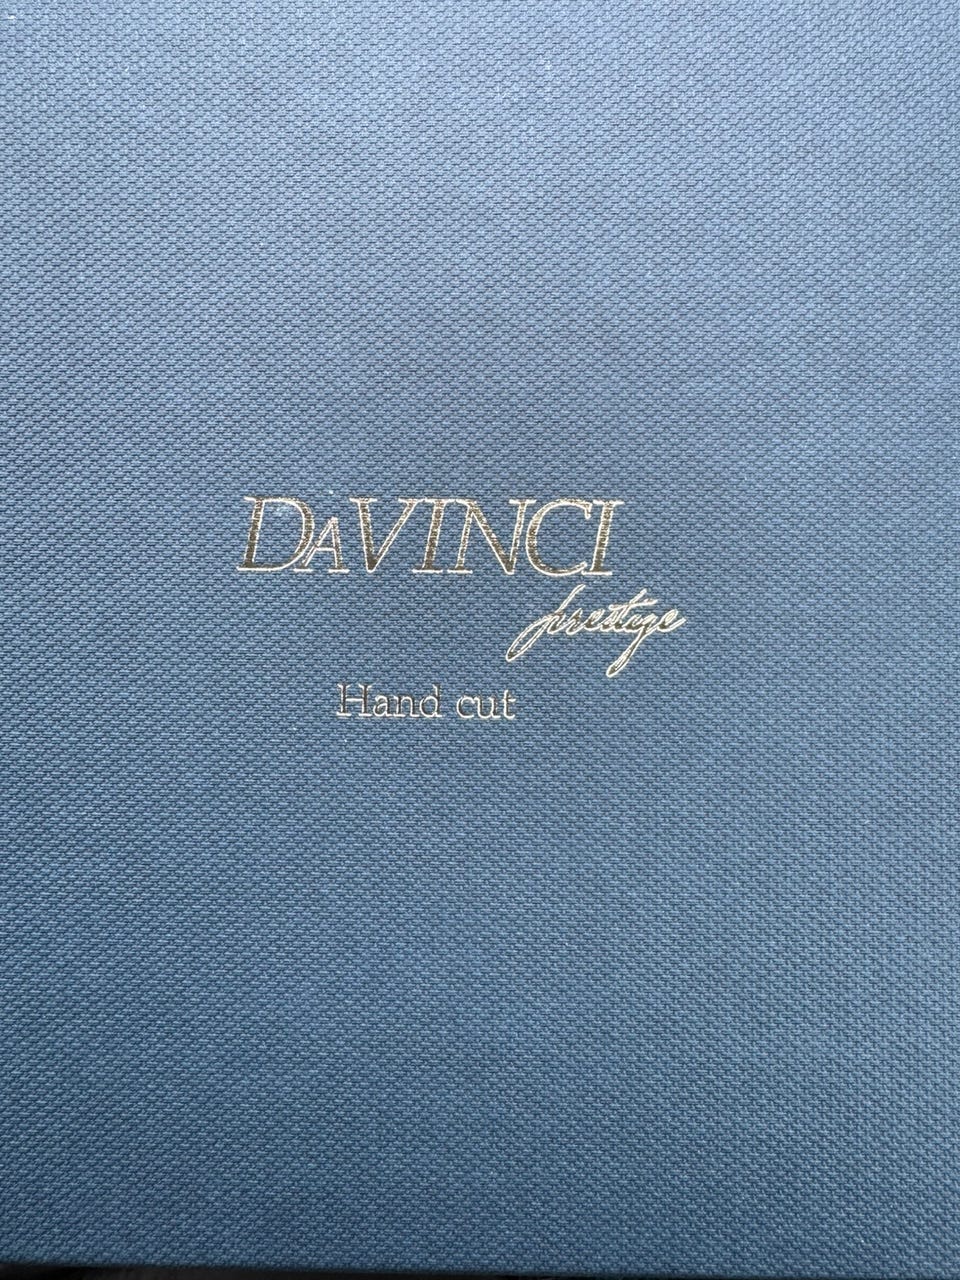 DAVINCI
prestige
Hand cut